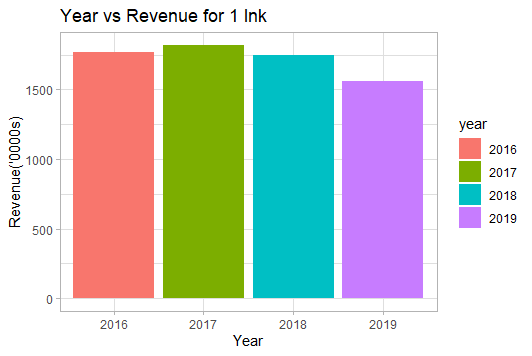 Year vs Revenue for 1 Ink
Revenue('0000s)
1500
1000
500
0
2016 2017 2018 2019
Year
year
2016
2017
2018
2019